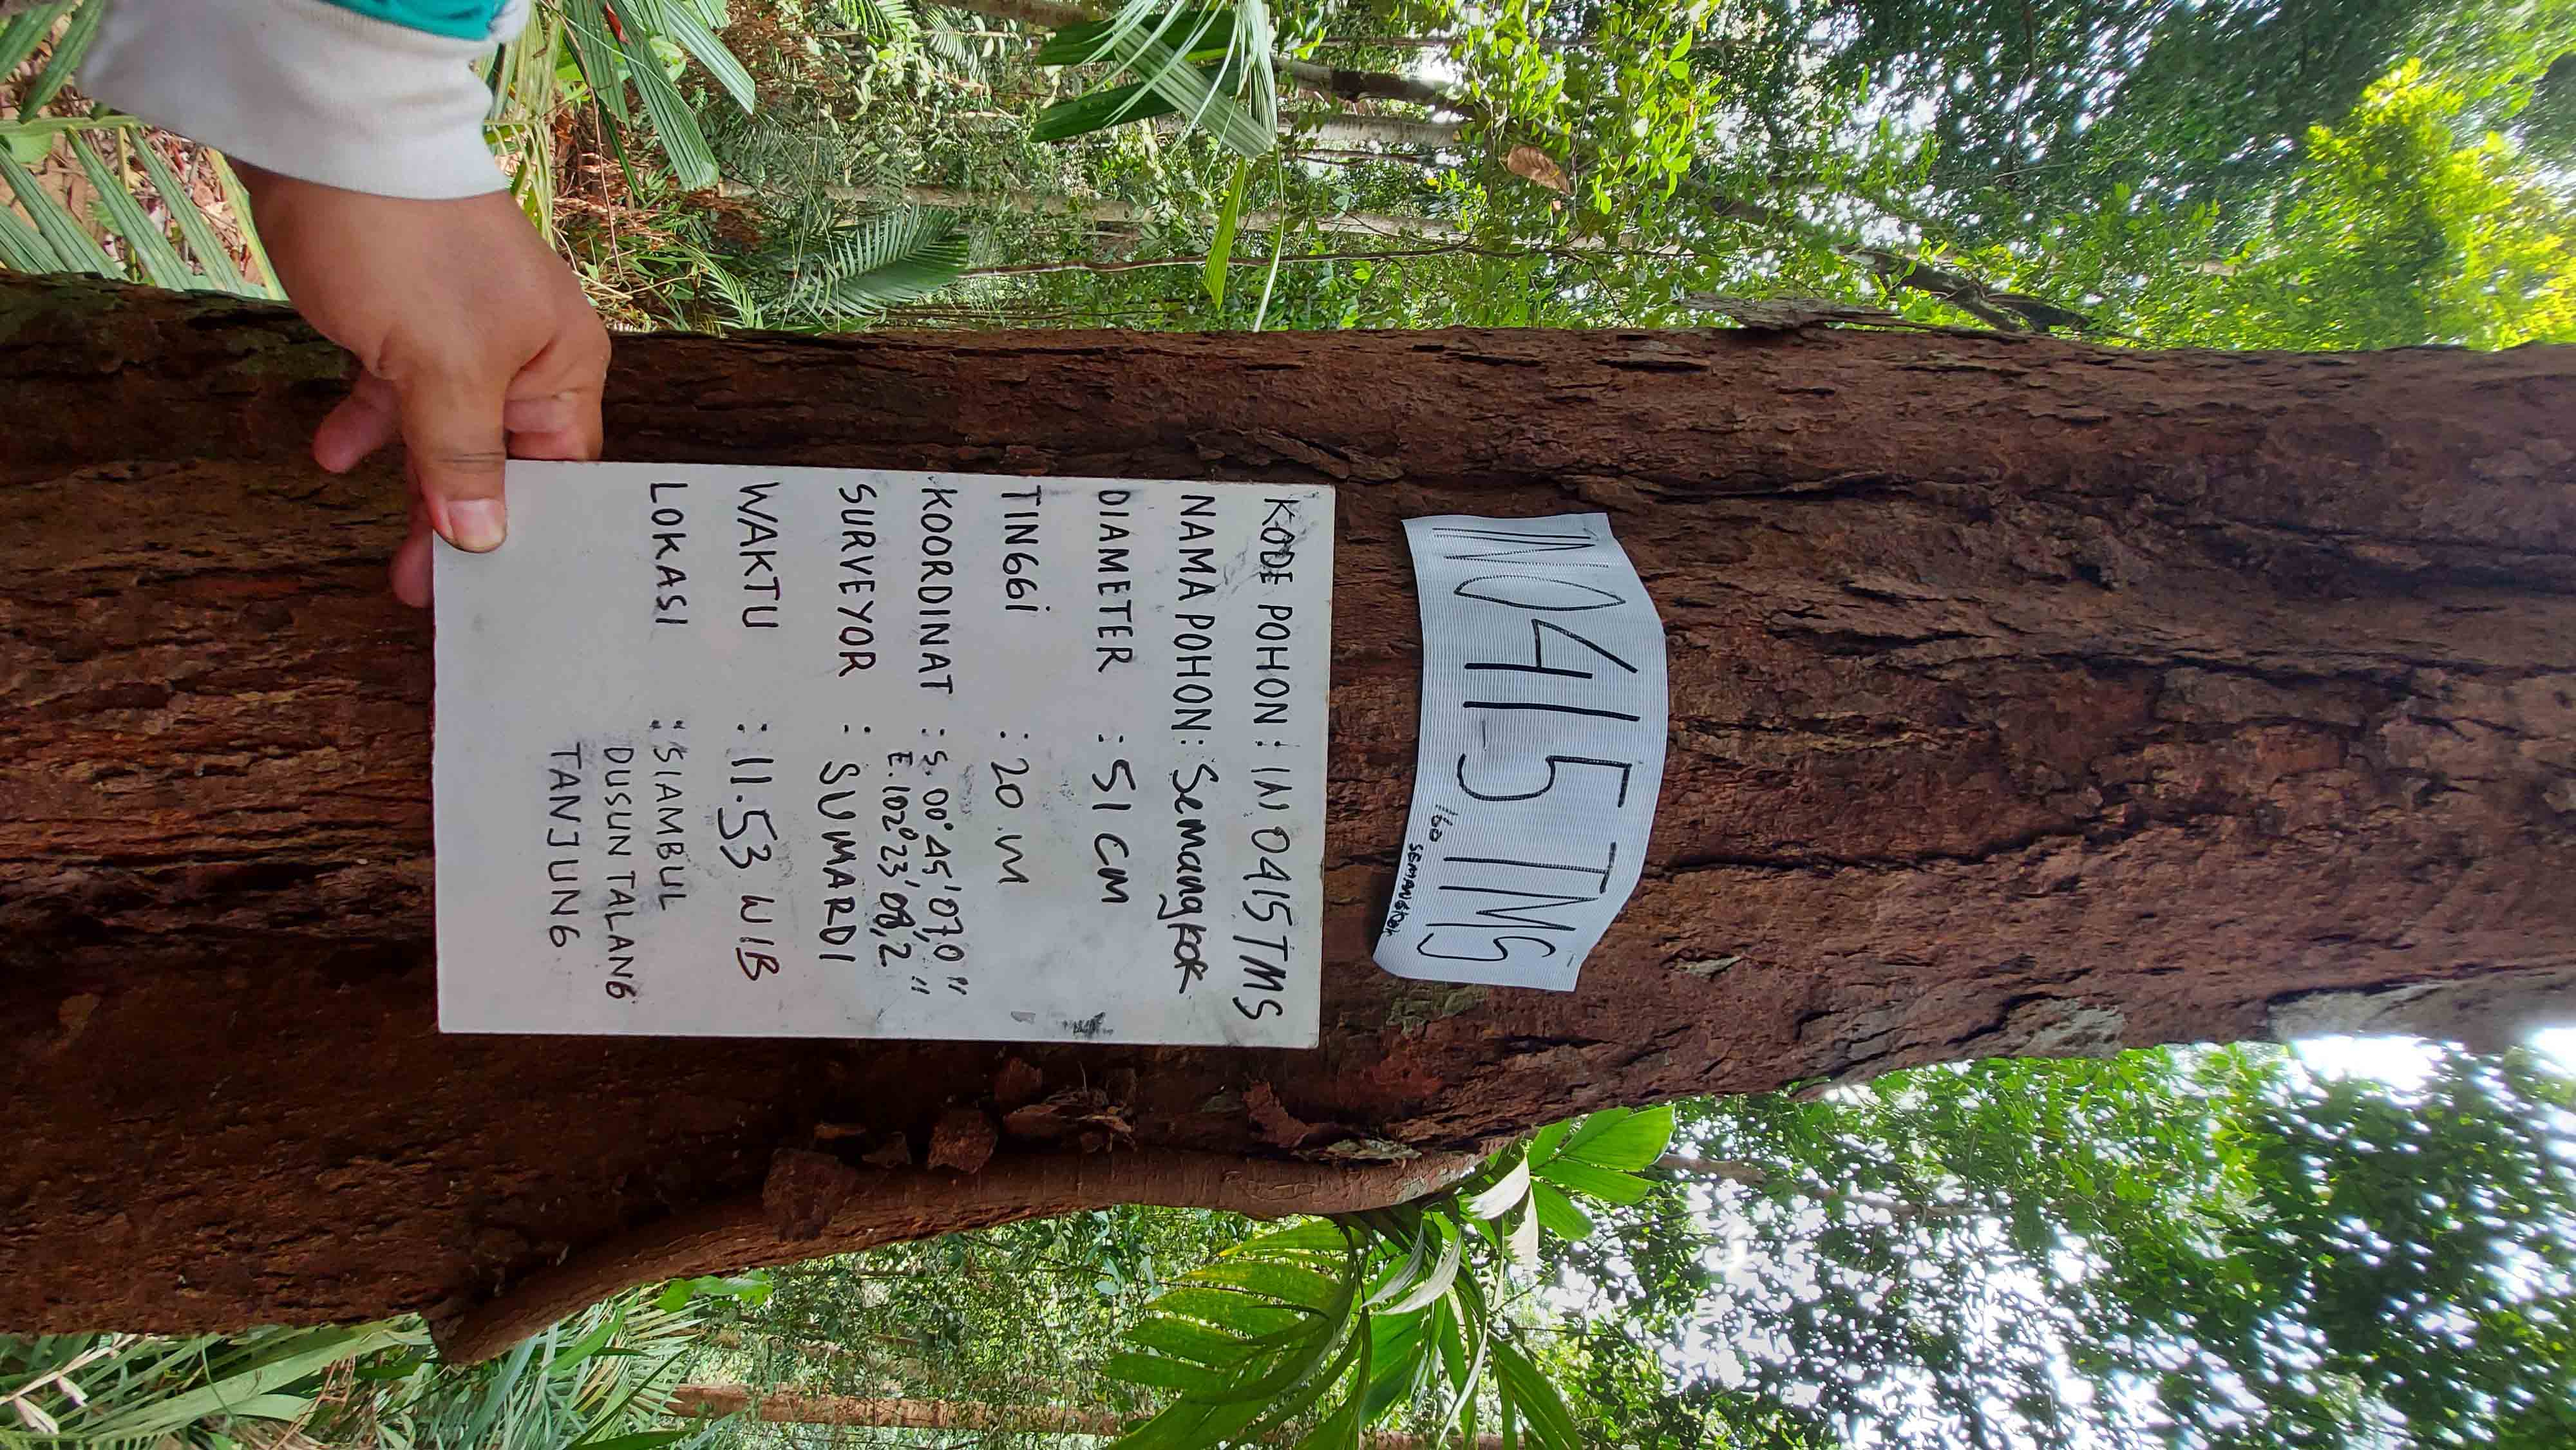 IN0415 TMS
160
SEMANGKOK
KODE POHON : IN 0415 TMS
NAMA POHON : Semangkok
DIAMETER : 51 CM
TINGGi : 20 M
KOORDINAT : S. 00° 45' 07,0 "
E. 102° 23' 08,2 "
SURVEYOR : SUMARDI
WAKTU : 11.53 WIB
LOKASI : SIAMBUL
DUSUN TALANG
TANJUNG